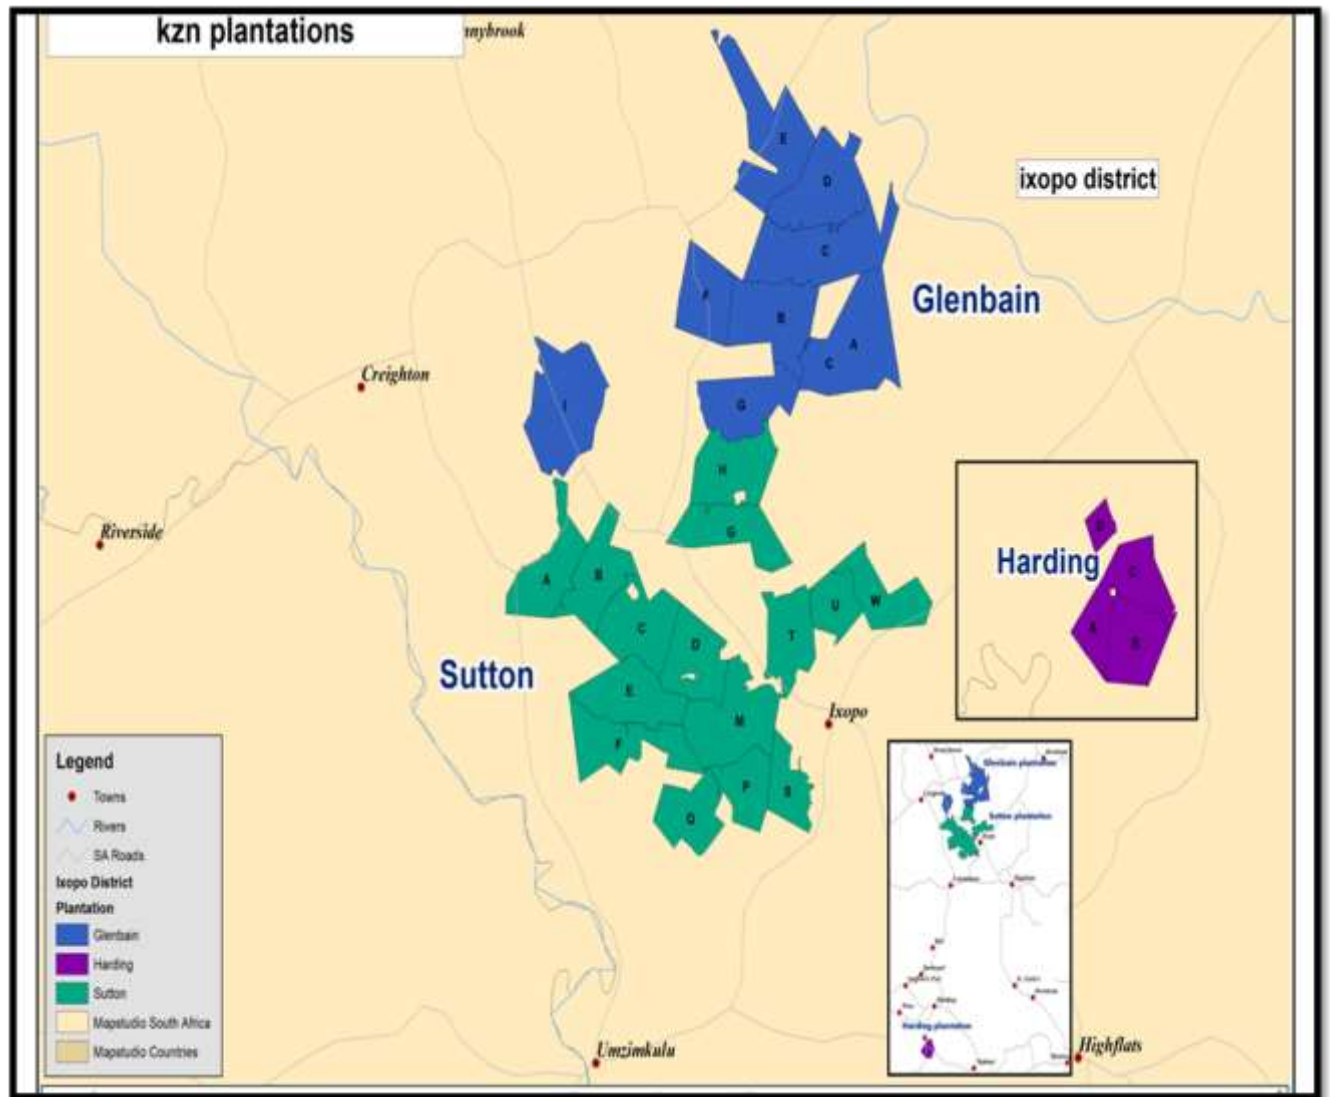 kzn plantations
nnybrook
ixopo district
E
D
C
Glenbain
F
B
A
C
Creighton
I
G
H
Riverside
G
Harding
D
C
A
B
A
B
U
W
C
D
T
Sutton
E
M
Ixopo
F
P
S
Q
Legend
Towns
Rivers
SA Roads
Ixopo District
Plantation
Glenbain
Harding
Sutton
Mapstudio South Africa
Mapstudio Countries
Glenbain plantation
Sutton plantation
Harding plantation
Umzimkulu
Highflats